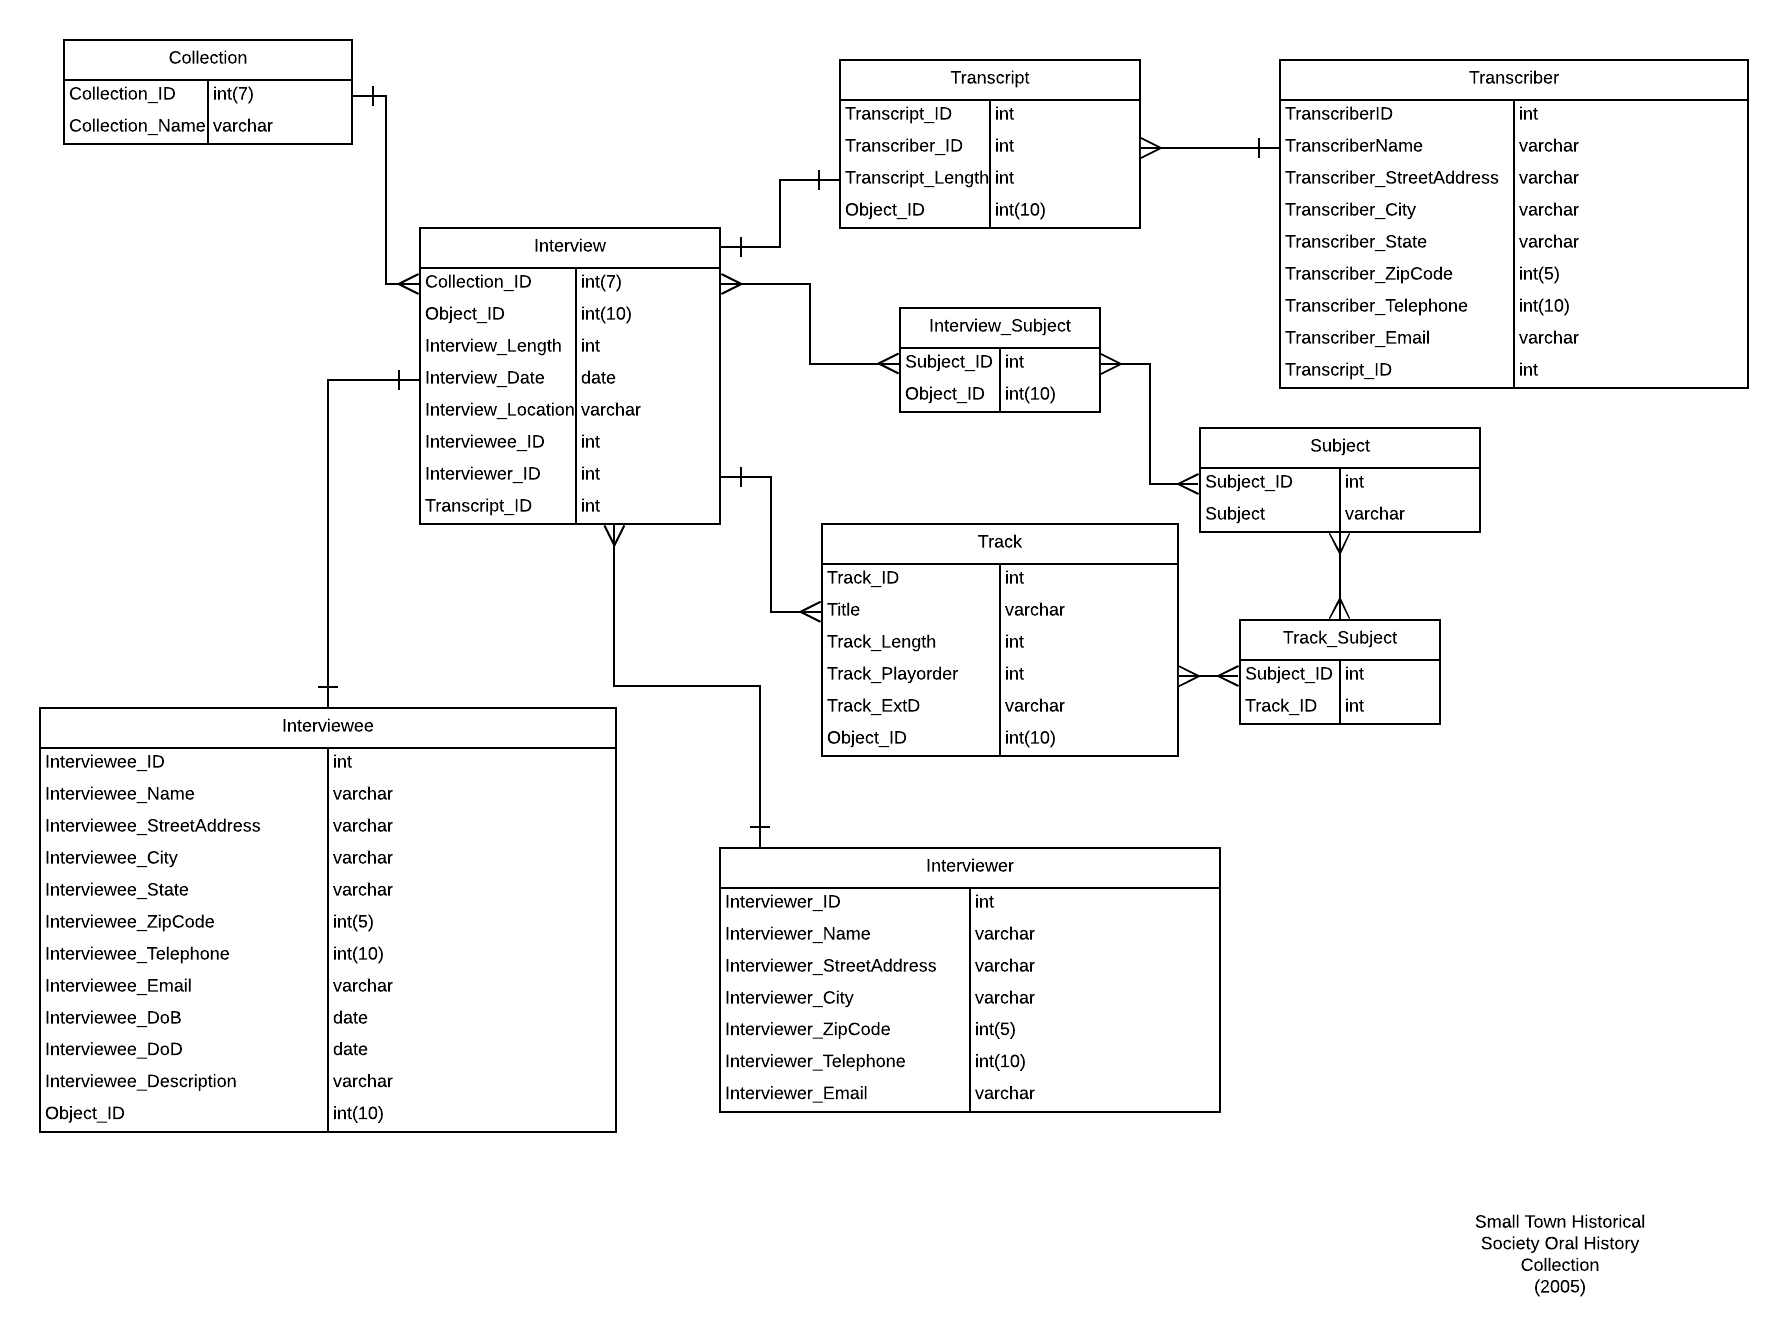 Collection
Collection_ID int(7)
Collection_Name varchar
Transcript
Transcript_ID int
Transcriber_ID int
Transcript_Length int
Object_ID int(10)
Transcriber
TranscriberID int
TranscriberName varchar
Transcriber_StreetAddress varchar
Transcriber_City varchar
Transcriber_State varchar
Transcriber_ZipCode int(5)
Transcriber_Telephone int(10)
Transcriber_Email varchar
Transcript_ID int
Interview
Collection_ID int(7)
Object_ID int(10)
Interview_Length int
Interview_Date date
Interview_Location varchar
Interviewee_ID int
Interviewer_ID int
Transcript_ID int
Interview_Subject
Subject_ID int
Object_ID int(10)
Subject
Subject_ID int
Subject varchar
Track
Track_ID int
Title varchar
Track_Length int
Track_Playorder int
Track_ExtD varchar
Object_ID int(10)
Track_Subject
Subject_ID int
Track_ID int
Interviewee
Interviewee_ID int
Interviewee_Name varchar
Interviewee_StreetAddress varchar
Interviewee_City varchar
Interviewee_State varchar
Interviewee_ZipCode int(5)
Interviewee_Telephone int(10)
Interviewee_Email varchar
Interviewee_DoB date
Interviewee_DoD date
Interviewee_Description varchar
Object_ID int(10)
Interviewer
Interviewer_ID int
Interviewer_Name varchar
Interviewer_StreetAddress varchar
Interviewer_City varchar
Interviewer_ZipCode int(5)
Interviewer_Telephone int(10)
Interviewer_Email varchar
Small Town Historical
Society Oral History
Collection
(2005)